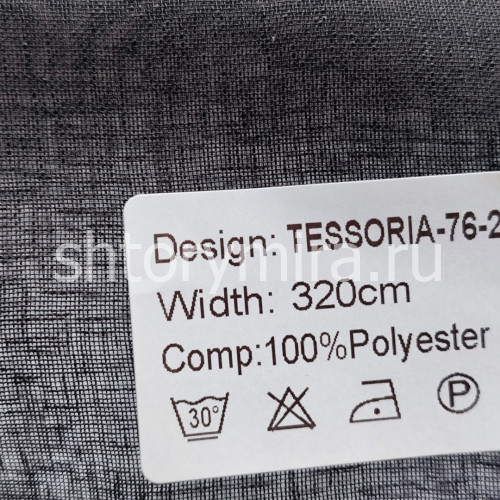 Design: TESSORIA-76-2
shtorymira.ru
Width: 320cm
Comp:100%Polyester
30°
P